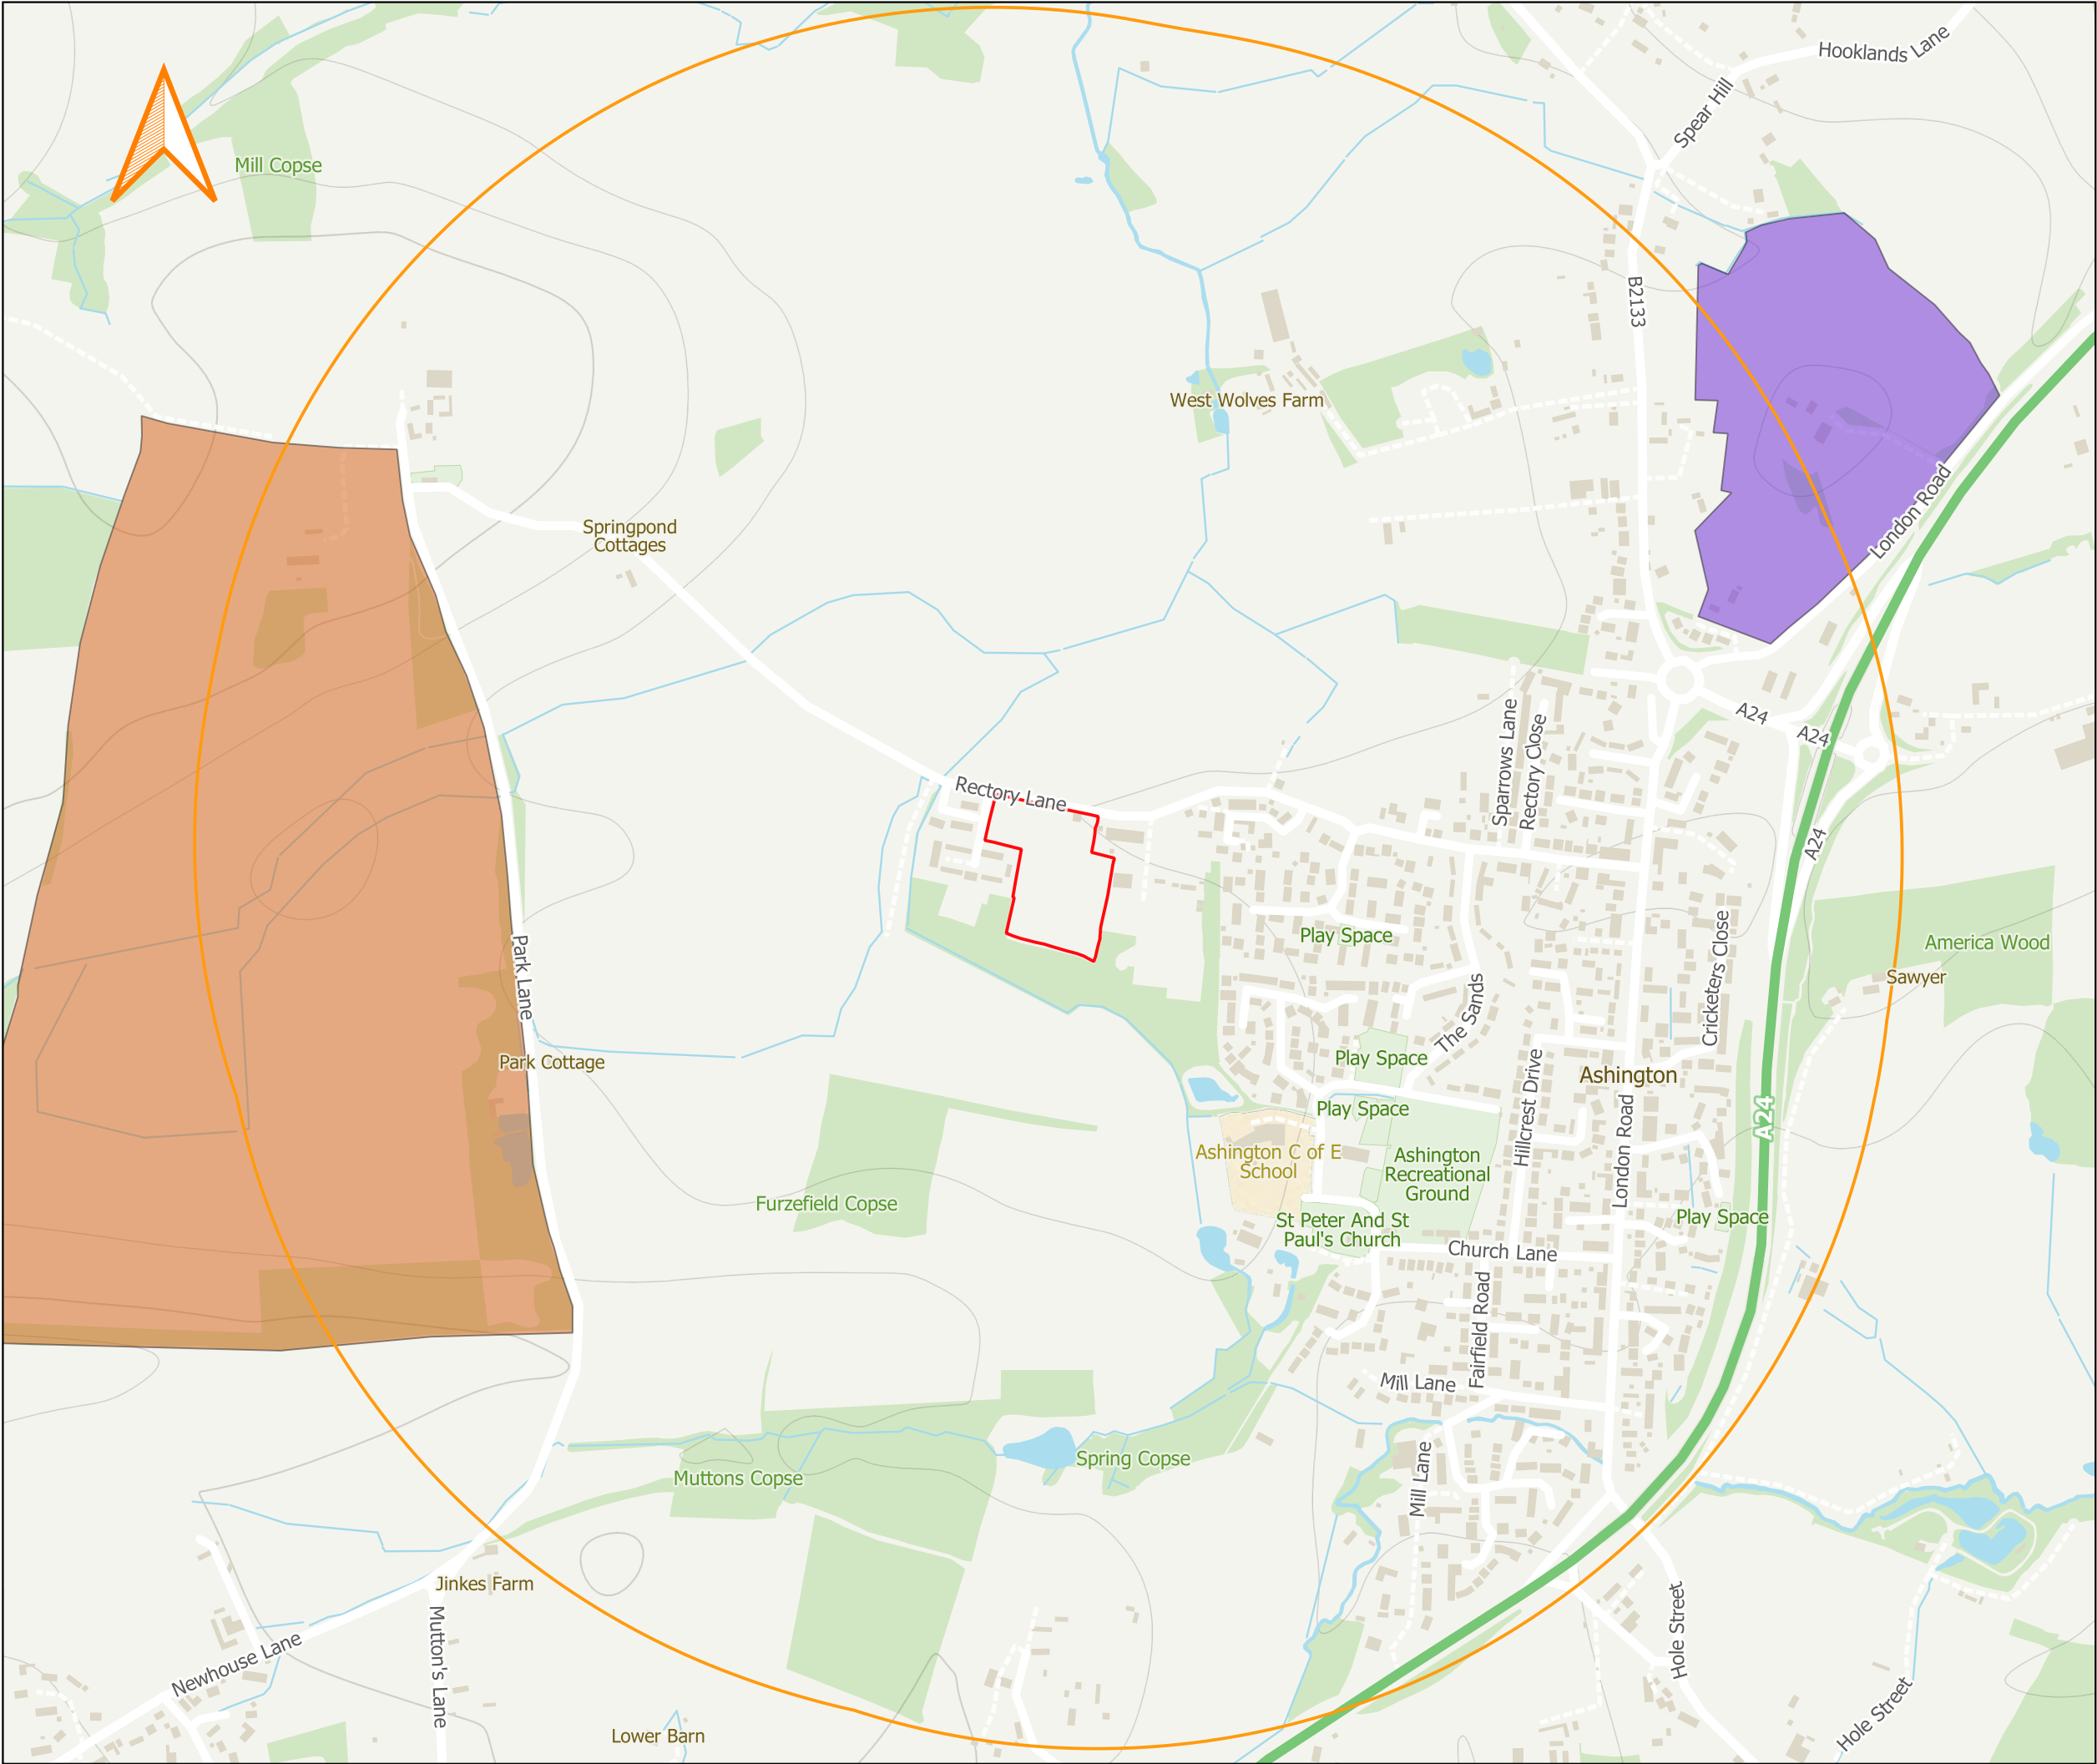 Hooklands Lane
Spear Hill
Mill Copse
B2133
West Wolves Farm
London Road
Springpond
Cottages
A24
A24
Sparrows Lane
Rectory Close
Rectory Lane
A24
Play Space
Cricketers Close
America Wood
Sawyer
Park Lane
The Sands
Park Cottage
Play Space
Ashington
Hillcrest Drive
Play Space
A24
London Road
Ashington C of E
School
Ashington
Recreational
Ground
Furzefield Copse
St Peter And St
Paul's Church
Play Space
Church Lane
Fairfield Road
Mill Lane
Spring Copse
Muttons Copse
Mill Lane
Jinkes Farm
Mutton's Lane
Newhouse Lane
Hole Street
Hole Street
Lower Barn